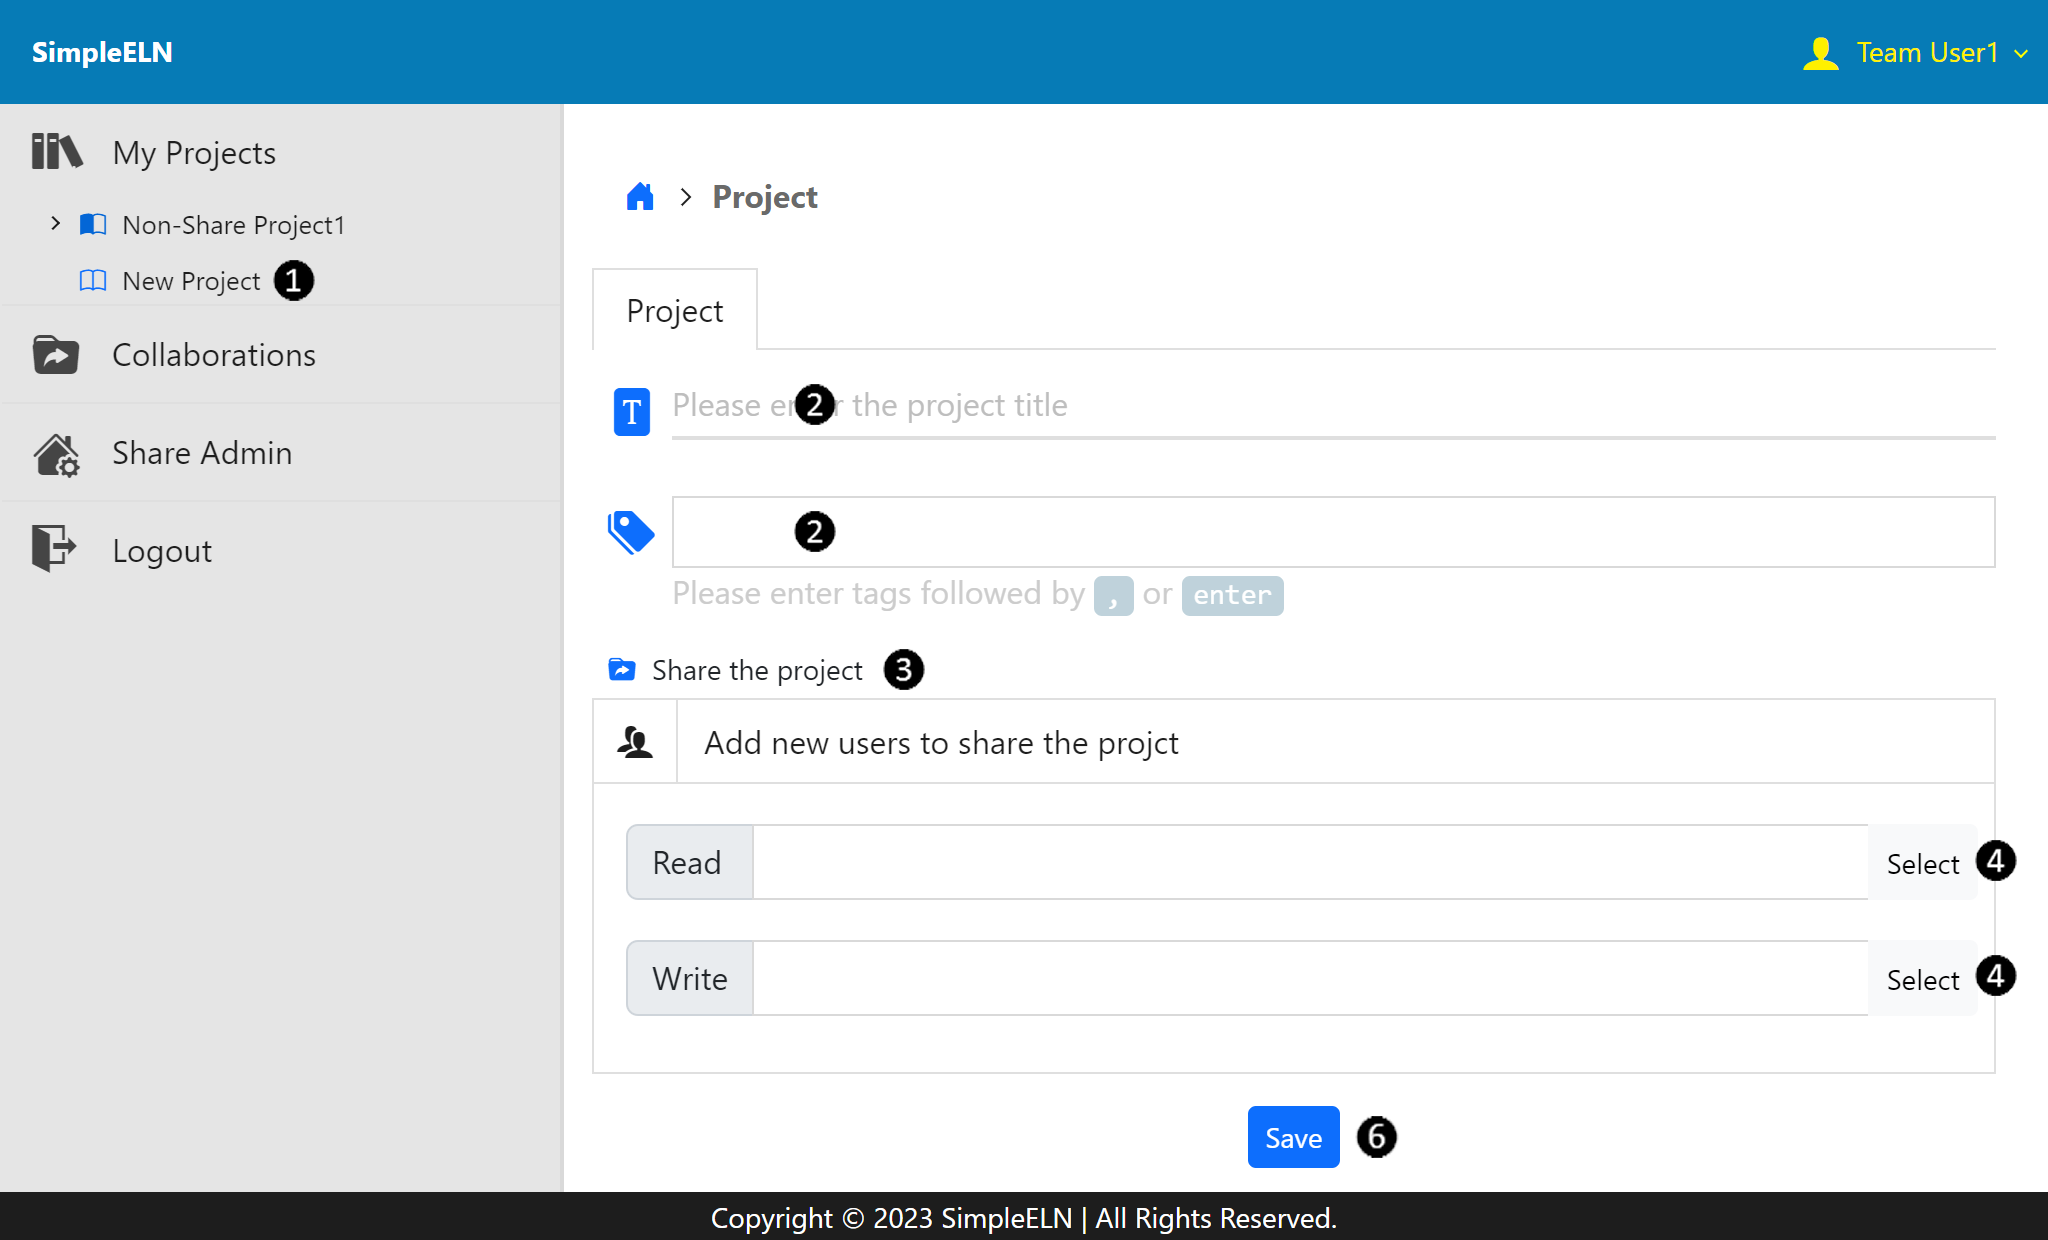 SimpleELN
Team User1
My Projects
Non-Share Project1
New Project 1
Collaborations
Share Admin
Logout
Project
Project
T Please enter the project title 2
2
Please enter tags followed by , or enter
Share the project 3
Add new users to share the projct
Read Select 4
Write Select 4
Save 6
Copyright © 2023 SimpleELN | All Rights Reserved.